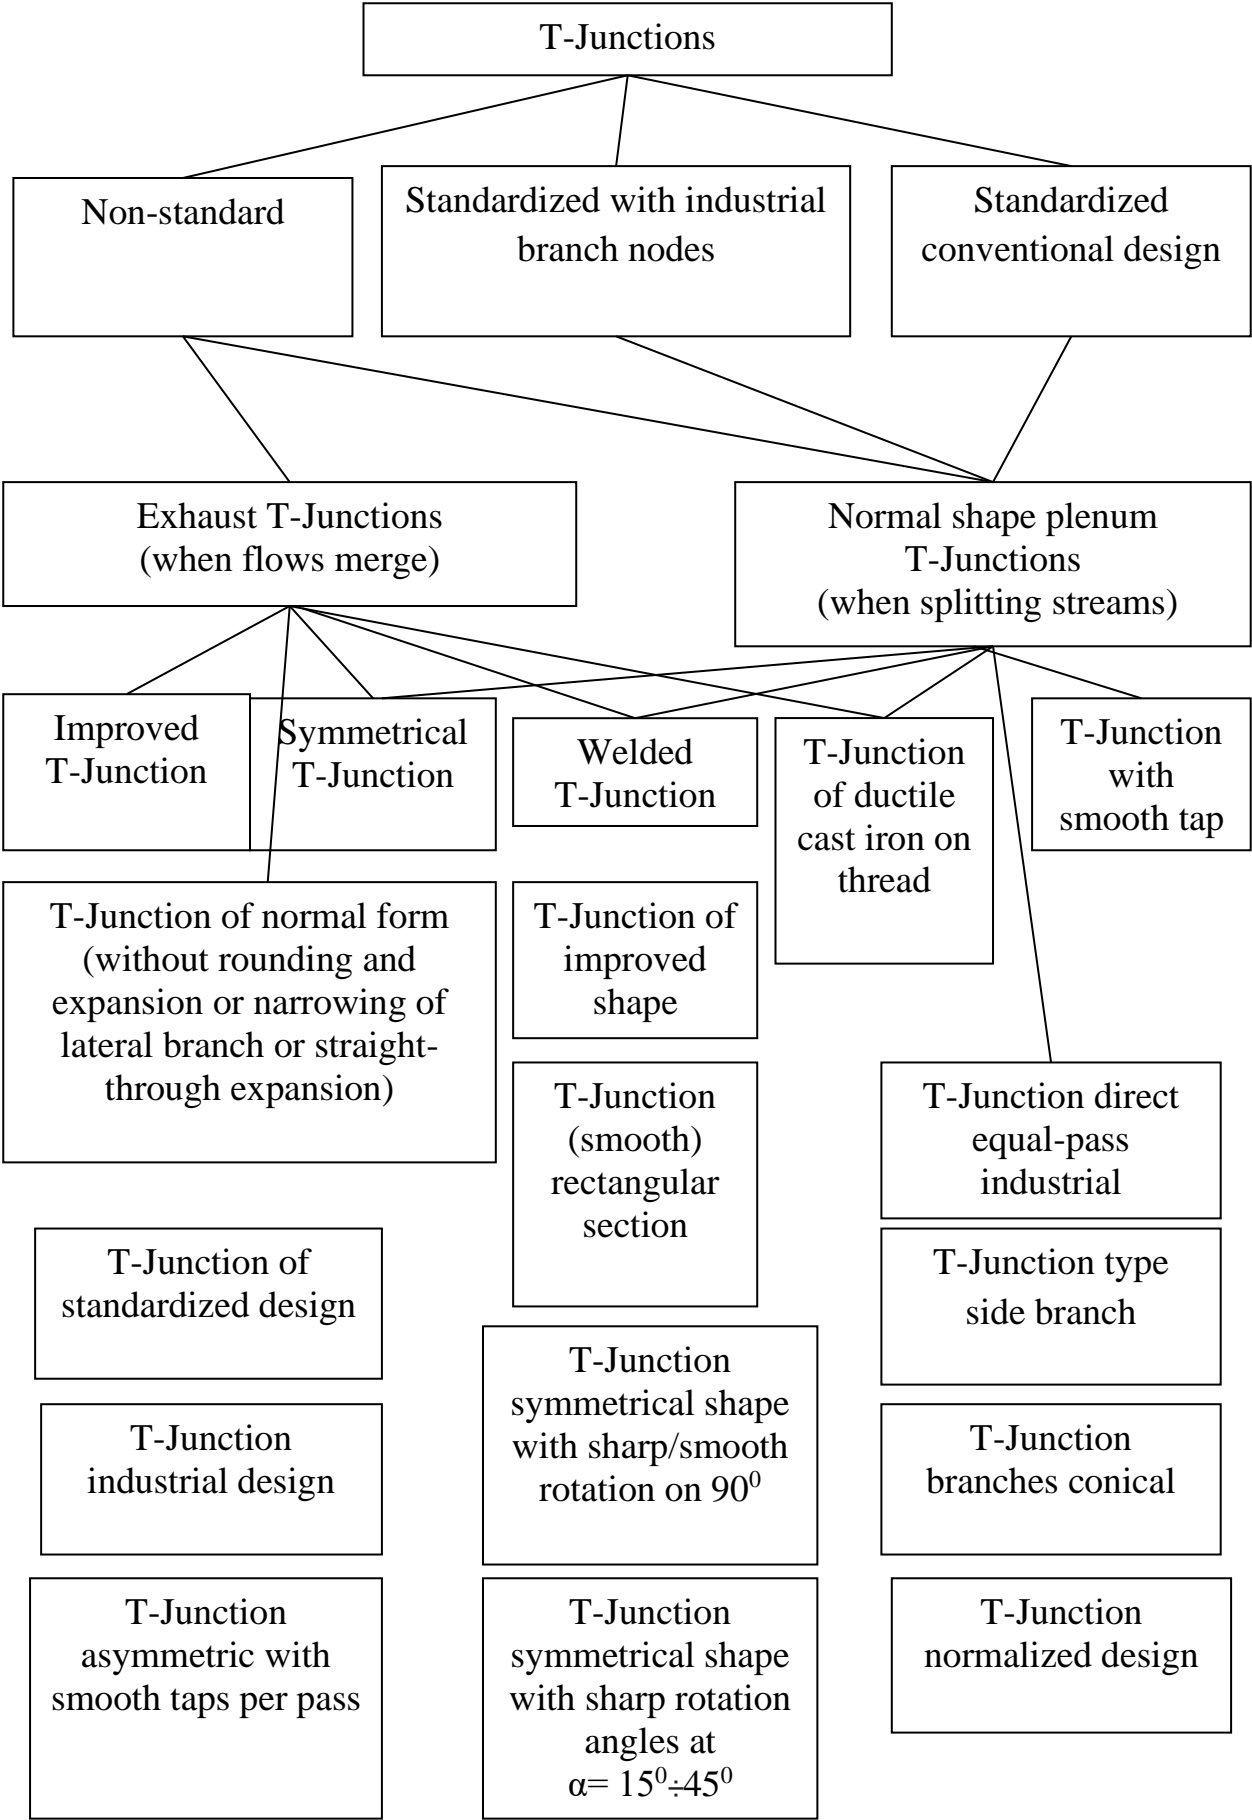 T-Junctions
Non-standard
Standardized with industrial
branch nodes
Standardized
conventional design
Exhaust T-Junctions
(when flows merge)
Normal shape plenum
T-Junctions
(when splitting streams)
Improved
T-Junction
Symmetrical
T-Junction
Welded
T-Junction
T-Junction
of ductile
cast iron on
thread
T-Junction
with
smooth tap
T-Junction of normal form
(without rounding and
expansion or narrowing of
lateral branch or straight-
through expansion)
T-Junction of
improved
shape
T-Junction
(smooth)
rectangular
section
T-Junction direct
equal-pass
industrial
T-Junction of
standardized design
T-Junction type
side branch
T-Junction
symmetrical shape
with sharp/smooth
rotation on 90⁰
T-Junction
industrial design
T-Junction
branches conical
T-Junction
asymmetric with
smooth taps per pass
T-Junction
symmetrical shape
with sharp rotation
angles at
α= 15⁰÷45⁰
T-Junction
normalized design